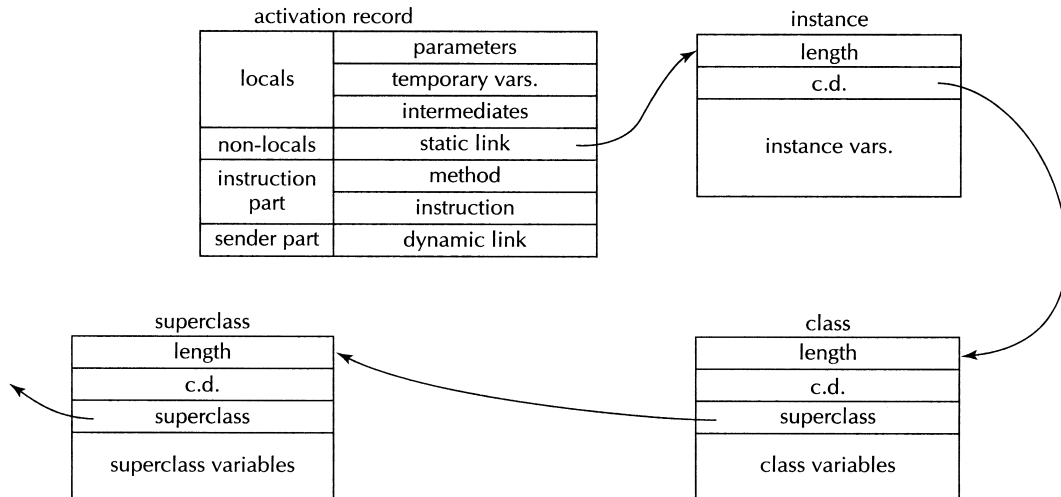 activation record
locals
parameters
temporary vars.
intermediates
non-locals
static link
instruction
part
method
instruction
sender part
dynamic link
instance
length
c.d.
instance vars.
superclass
length
c.d.
superclass
superclass variables
class
length
c.d.
superclass
class variables